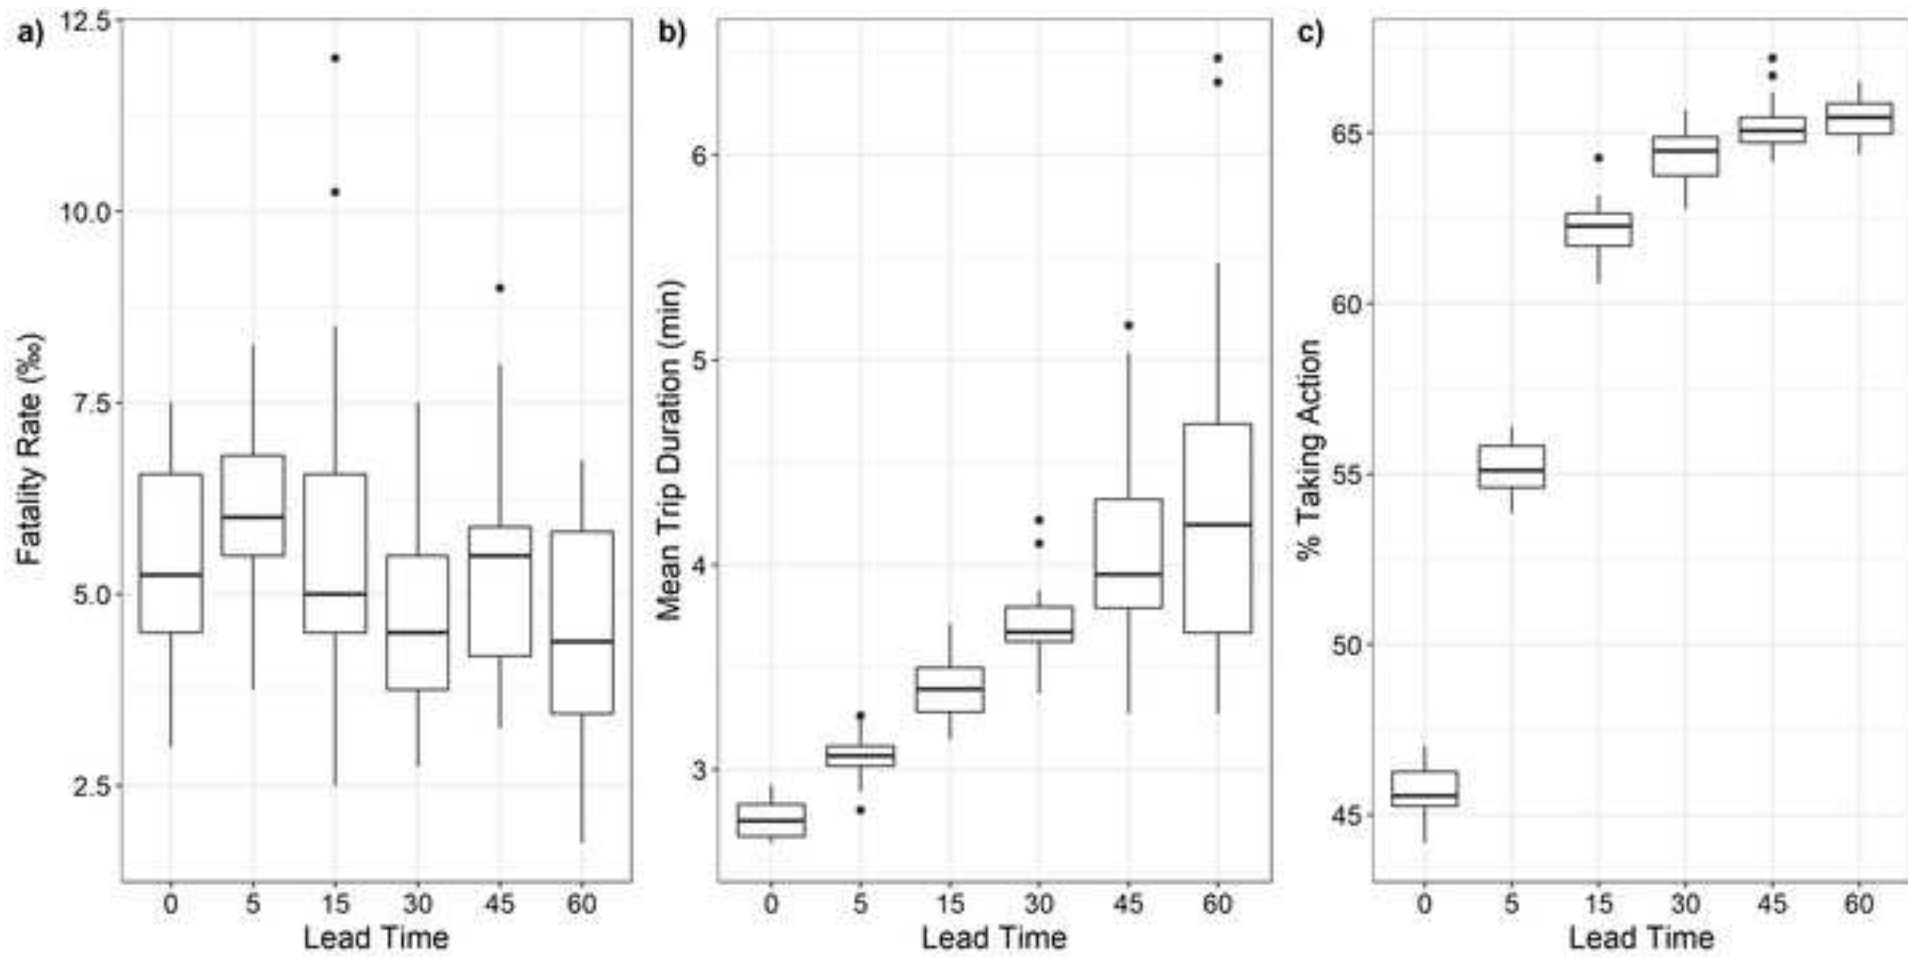 a)
Fatality Rate (‰)
12.5
10.0
7.5
5.0
2.5
0 5 15 30 45 60
Lead Time
b)
Mean Trip Duration (min)
6
5
4
3
0 5 15 30 45 60
Lead Time
c)
% Taking Action
65
60
55
50
45
0 5 15 30 45 60
Lead Time